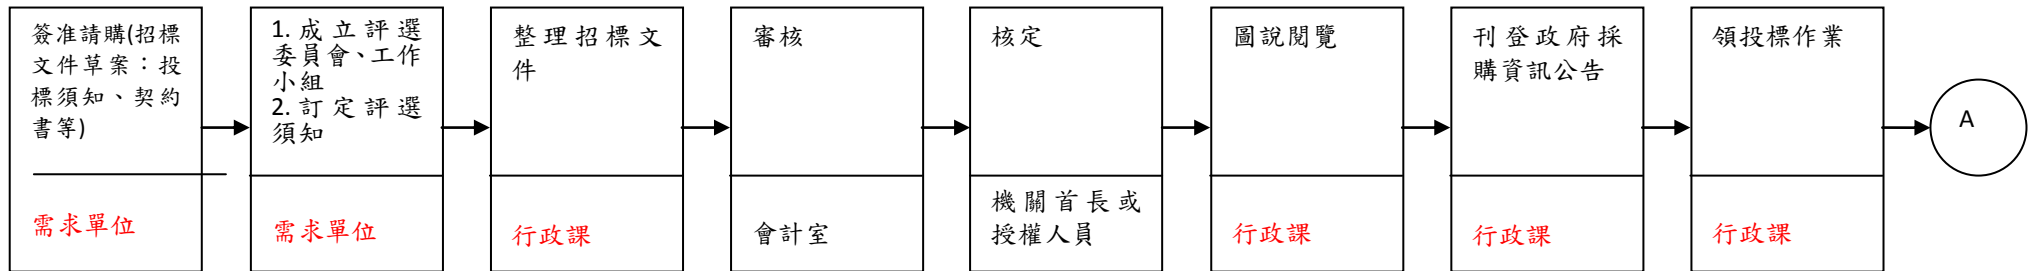 簽准請購(招標
文件草案：投
標須知、契約
書等)
需求單位
1.成立評選
委員會、工作
小組
2.訂定評選
須知
需求單位
整理招標文
件
行政課
審核
會計室
核定
機關首長或
授權人員
圖說閱覽
行政課
刊登政府採
購資訊公告
行政課
領投標作業
行政課
A